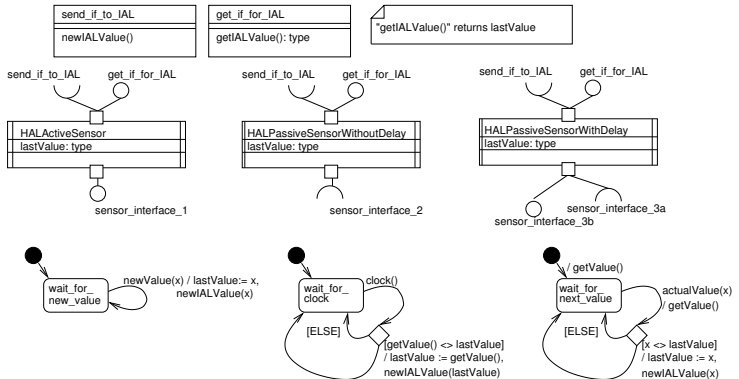 send_if_to_IAL
get_if_for_IAL
"getIALValue()" returns lastValue
newIALValue()
getIALValue(): type
send_if_to_IAL
get_if_for_IAL
send_if_to_IAL
get_if_for_IAL
send_if_to_IAL
get_if_for_IAL
HALActiveSensor
lastValue: type
HALPassiveSensorWithoutDelay
lastValue: type
HALPassiveSensorWithDelay
lastValue: type
sensor_interface_1
sensor_interface_2
sensor_interface_3a
sensor_interface_3b
wait_for_
new_value
newValue(x) / lastValue:= x,
newIALValue(x)
wait_for_
clock
clock()
[ELSE]
[getValue() <> lastValue]
/ lastValue := getValue(),
newIALValue(lastValue)
/ getValue()
wait_for_
next_value
actualValue(x)
/ getValue()
[ELSE]
[x <> lastValue]
/ lastValue := x,
newIALValue(x)